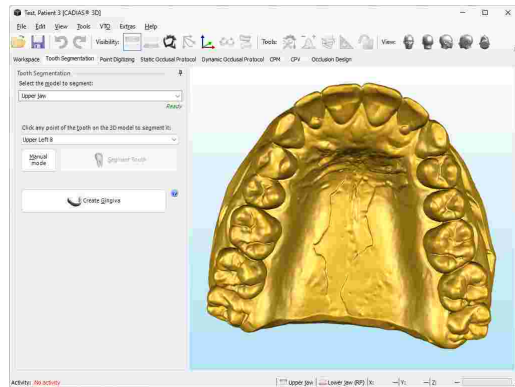 Test, Patient 3 [CADIAS® 3D]
File Edit View Tools VTO Extras Help
Visibility: Tools: View:
Workspace Tooth Segmentation Point Digitizing Static Occlusal Protocol Dynamic Occlusal Protocol CPM CPV Occlusion Design
Tooth Segmentation
Select the model to segment:
Upper Jaw
Ready
Click any point of the tooth on the 3D model to segment it:
Upper Left 8
Manual mode
Segment Tooth
Create Gingiva
Activity: No activity
Upper Jaw Lower Jaw (RP) X: — Y: — Z: —